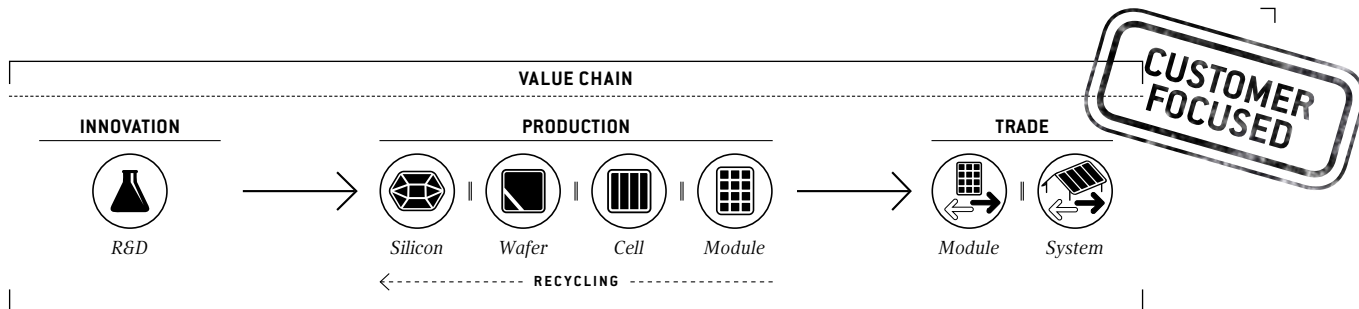 CUSTOMER
FOCUSED
VALUE CHAIN
INNOVATION
PRODUCTION
TRADE
R&D
Silicon
Wafer
Cell
Module
Module
System
RECYCLING